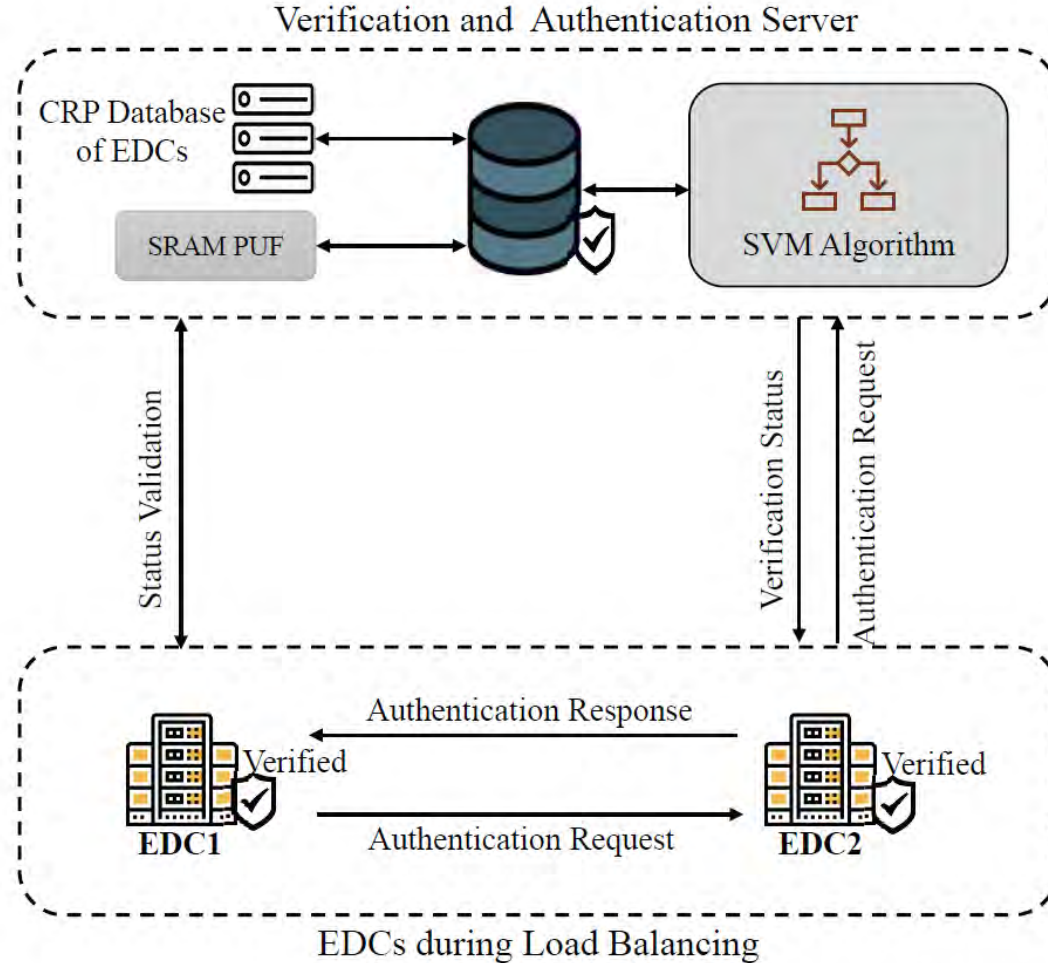 Verification and Authentication Server
CRP Database
of EDCs
SRAM PUF
SVM Algorithm
Status Validation
Verification Status
Authentication Request
Authentication Response
Verified
Verified
Authentication Request
EDC1
EDC2
EDCs during Load Balancing